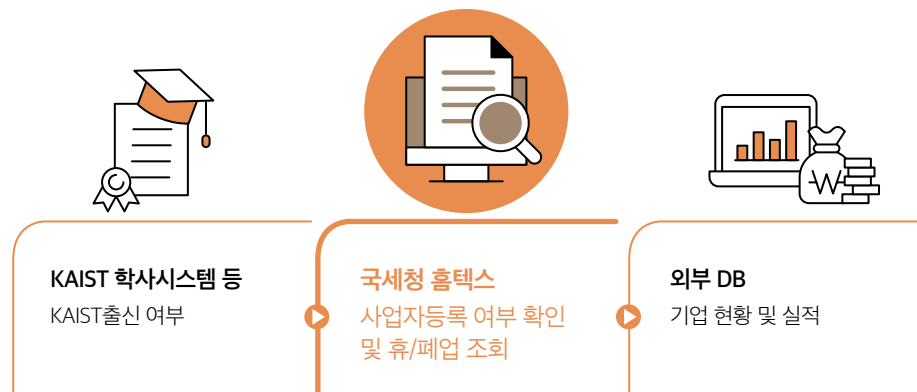 KAIST 학사시스템 등
KAIST출신 여부
국세청 홈텍스
사업자등록 여부 확인
및 휴/폐업 조회
외부 DB
기업 현황 및 실적